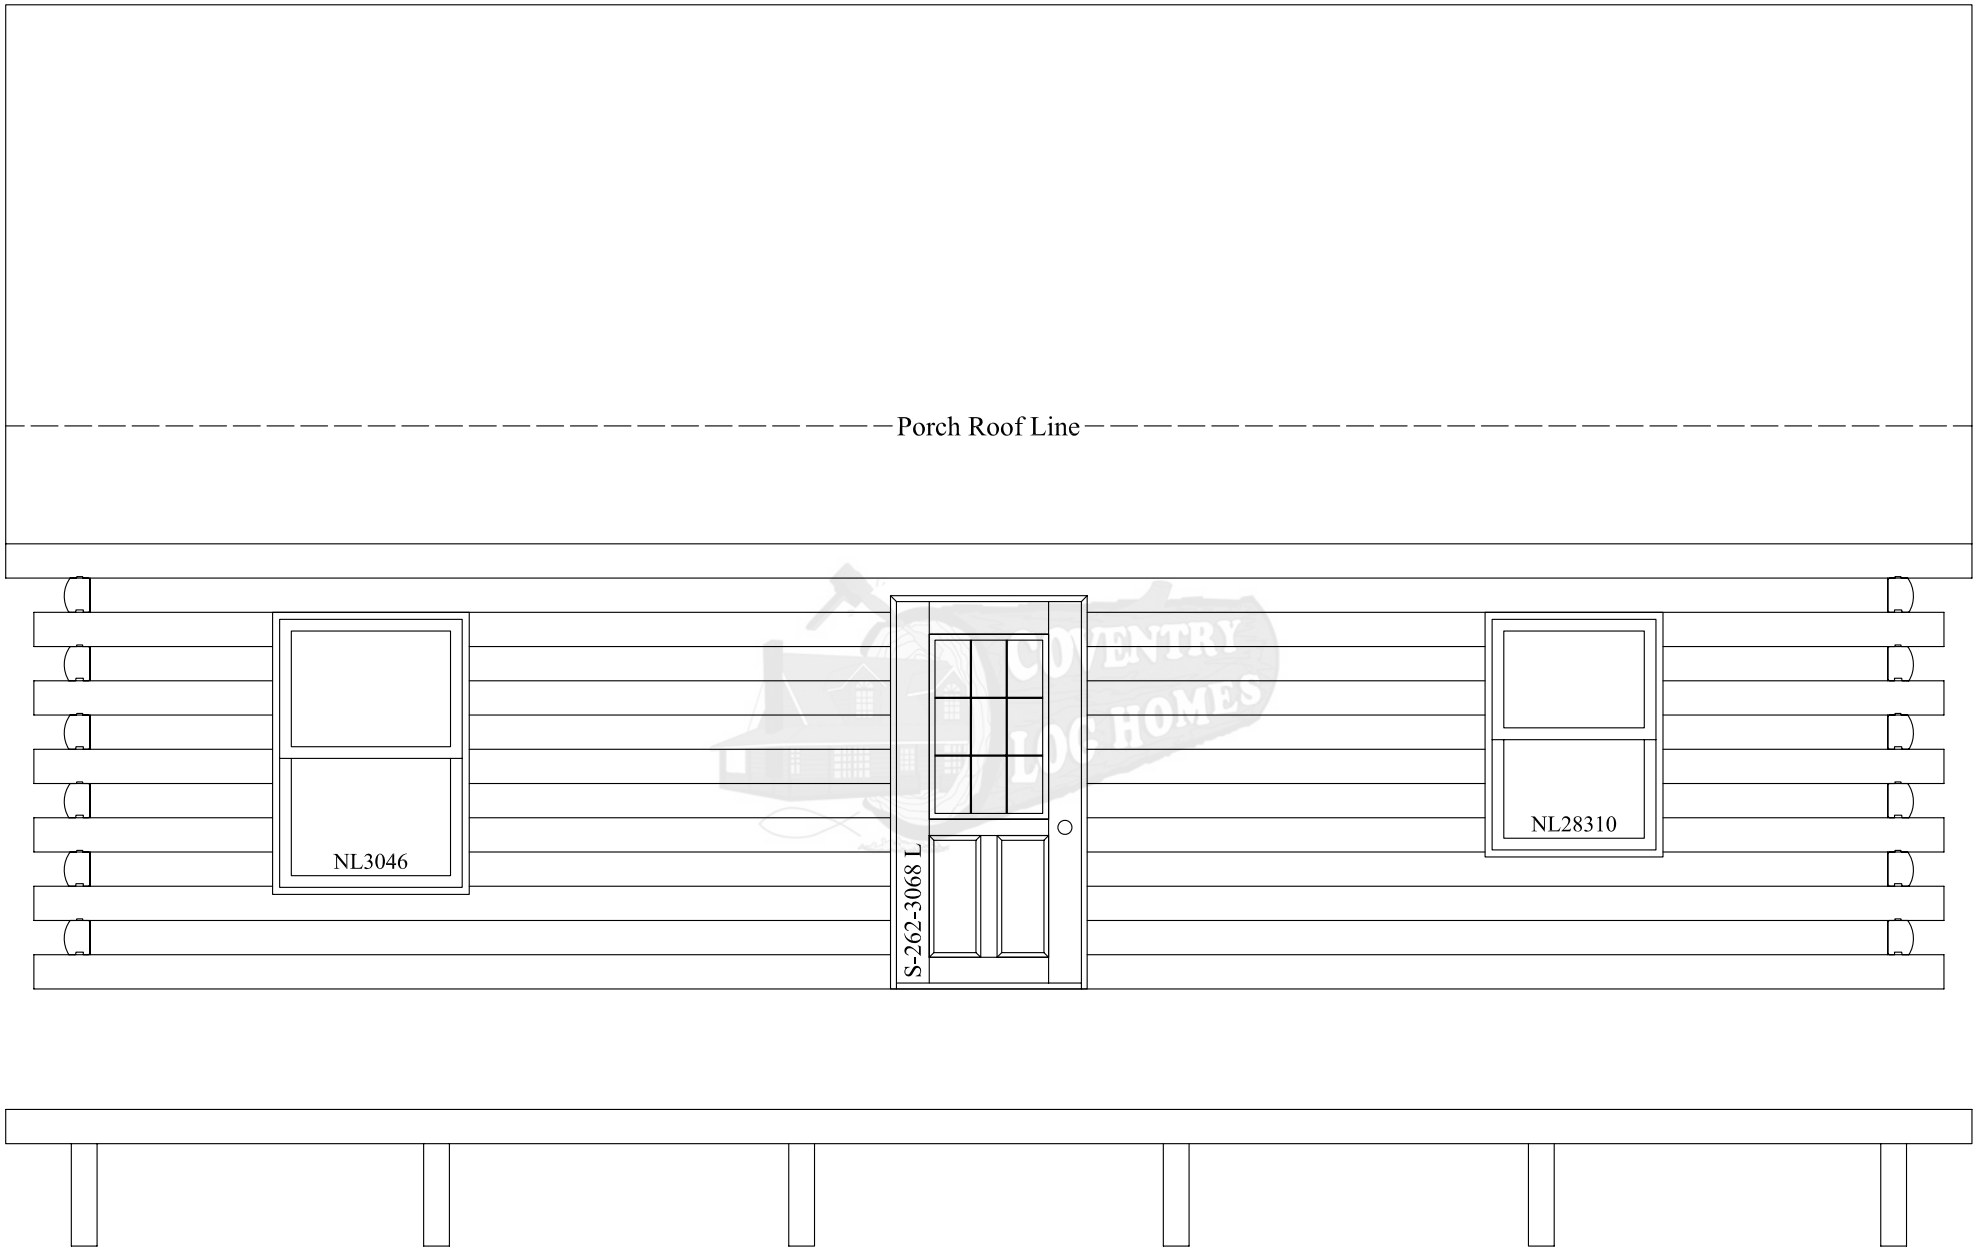 Porch Roof Line
COVENTRY
LOG HOMES
NL3046
S-262-3068 L
NL28310